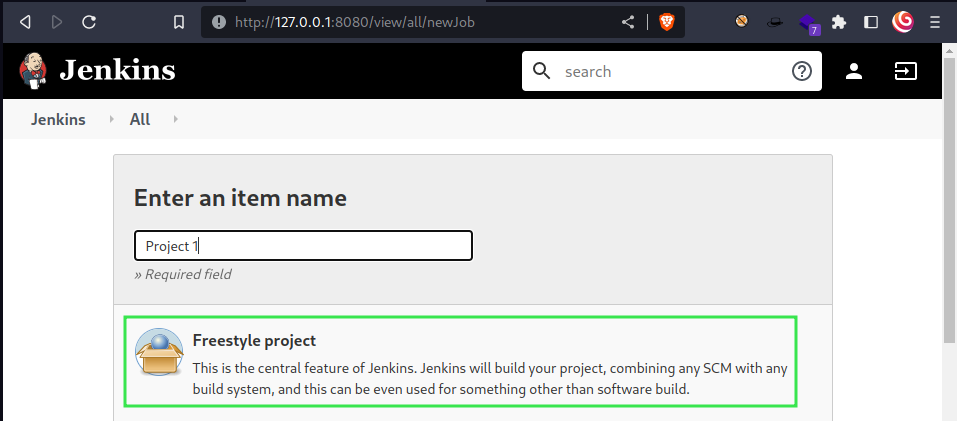 http://127.0.0.1:8080/view/all/newJob
7
Jenkins
search
Jenkins
All
Enter an item name
Project 1
» Required field
Freestyle project
This is the central feature of Jenkins. Jenkins will build your project, combining any SCM with any
build system, and this can be even used for something other than software build.